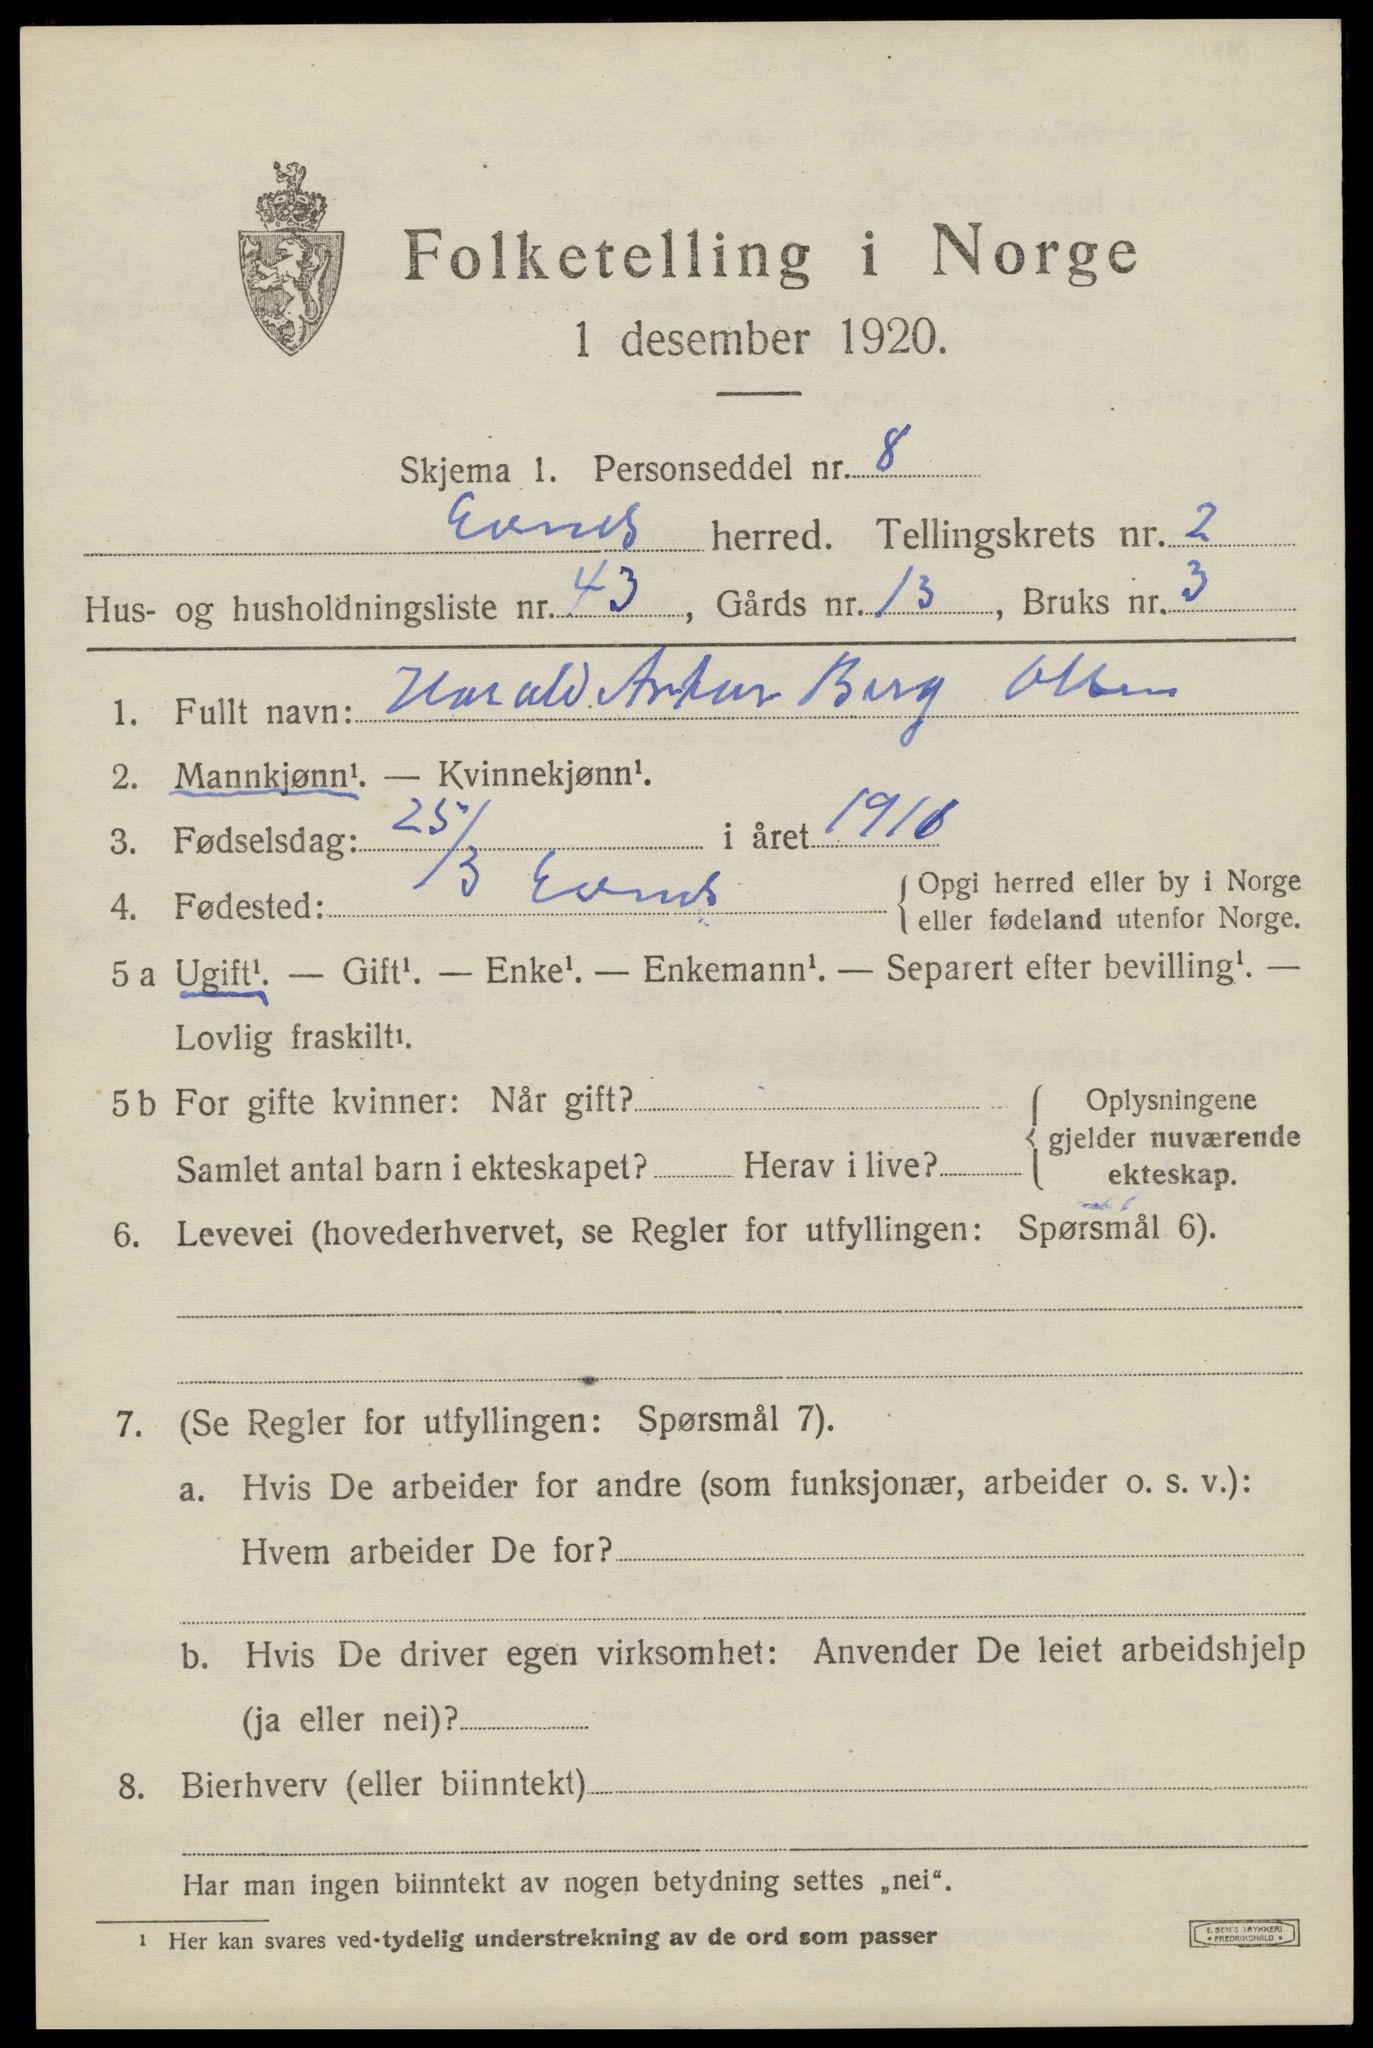 Folketelling i Norge
1 desember 1920.
Skjema 1. Personseddel nr. 8
Evenes herred. Tellingskrets nr. 2
Hus- og husholdningsliste nr. 43, Gårds nr. 13, Bruks nr. 3
1. Fullt navn: Harald Artur Berg Olsen
2. Mannkjønn¹. — Kvinnekjønn¹.
3. Fødselsdag: 25/3 i året 1916
4. Fødested: Evenes { Opgi herred eller by i Norge
eller fødeland utenfor Norge.
5 a Ugift¹. — Gift¹. — Enke¹. — Enkemann¹. — Separert efter bevilling¹. —
Lovlig fraskilt¹.
5 b For gifte kvinner: Når gift?
Samlet antal barn i ekteskapet? Herav i live?
{ Oplysningene
gjelder nuværende
ekteskap.
6. Levevei (hovederhvervet, se Regler for utfyllingen: Spørsmål 6).
7. (Se Regler for utfyllingen: Spørsmål 7).
a. Hvis De arbeider for andre (som funksjonær, arbeider o. s. v.):
Hvem arbeider De for?
b. Hvis De driver egen virksomhet: Anvender De leiet arbeidshjelp
(ja eller nei)?
8. Bierhverv (eller biinntekt)
Har man ingen biinntekt av nogen betydning settes „nei“.
¹ Her kan svares ved tydelig understrekning av de ord som passer
E. SEM'S TRYKKERI
* FREDRIKSHALD *